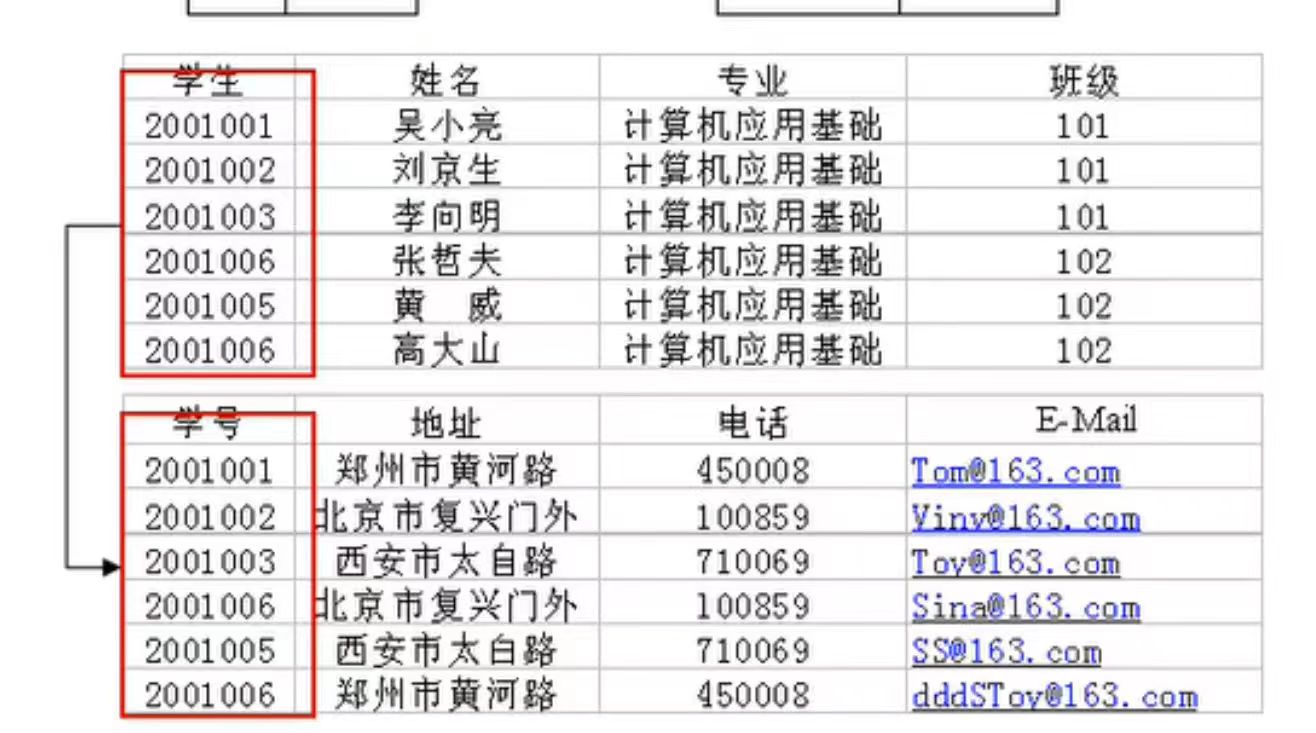 学生 姓名 专业 班级
2001001 吴小亮 计算机应用基础 101
2001002 刘京生 计算机应用基础 101
2001003 李向明 计算机应用基础 101
2001006 张哲夫 计算机应用基础 102
2001005 黄 威 计算机应用基础 102
2001006 高大山 计算机应用基础 102
学号 地址 电话 E-Mail
2001001 郑州市黄河路 450008 Tom@163.com
2001002 北京市复兴门外 100859 Viny@163.com
2001003 西安市太白路 710069 Toy@163.com
2001006 北京市复兴门外 100859 Sina@163.com
2001005 西安市太白路 710069 SS@163.com
2001006 郑州市黄河路 450008 dddSToy@163.com